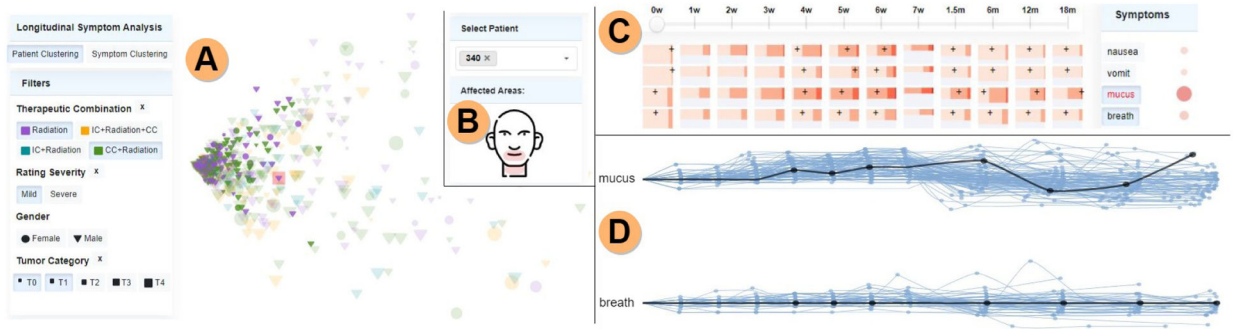 Longitudinal Symptom Analysis
Patient Clustering Symptom Clustering
Filters
Therapeutic Combination x
Radiation IC+Radiation+CC
IC+Radiation CC+Radiation
Rating Severity x
Mild Severe
Gender
Female Male
Tumor Category x
T0 T1 T2 T3 T4
A
Select Patient
340 ×
Affected Areas:
B
C
0w 1w 2w 3w 4w 5w 6w 7w 1.5m 6m 12m 18m
Symptoms
nausea
vomit
mucus
breath
mucus
D
breath